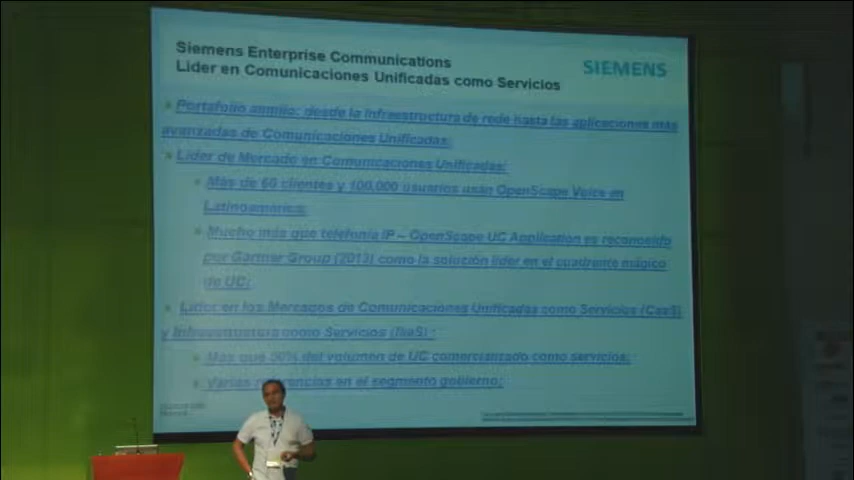 Siemens Enterprise Communications
Lider en Comunicaciones Unificadas como Servicios
SIEMENS
Portafolio amplio: desde la Infraestructura de rede hasta las aplicaciones más
avanzadas de Comunicaciones Unificadas;
Lider de Mercado en Comunicaciones Unificadas:
Más de 60 clientes y 100,000 usuarios usan OpenScape Voice en
Latinoamerica;
Mucho más que telefonia IP – OpenScape UC Application es reconocido
por Gartner Group (2013) como la solución lider en el cuadrante mágico
de UC;
Lider en los Mercados de Comunicaciones Unificadas como Servicios (CaaS)
y Infraestructura como Servicios (IaaS) :
Más que 50% del volumen de UC comercializado como servicios;
Varias referencias en el segmento gobierno;